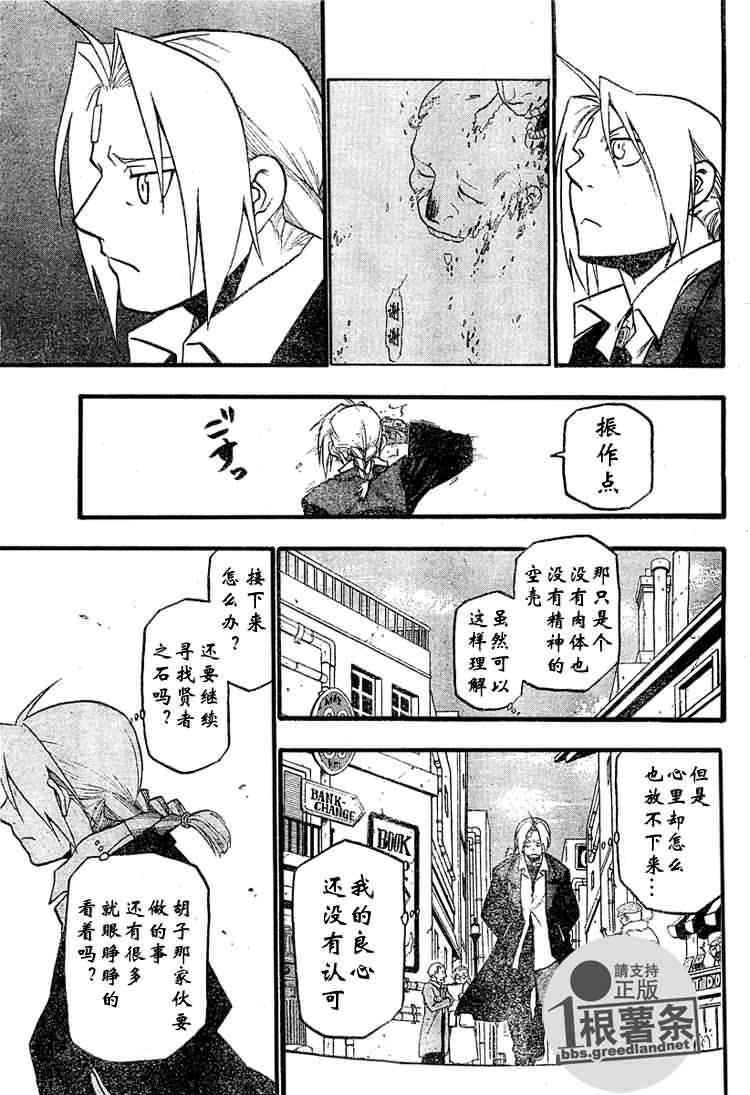 谢谢
振作点
ごすっ
那只是个
没有肉体也
没有精神的
空壳
虽然可以
这样理解
接下来
怎么办？
还要继续
寻找贤者
之石吗？
但是
心里却怎么
也放不下来…
我的良心
还没有认可
胡子那家伙要
做的事
还有很多
就眼睁睁的
看着吗？
BANK-
CHANGE
BOOK
請支持
正版
1根薯条
bbs.greedland.net